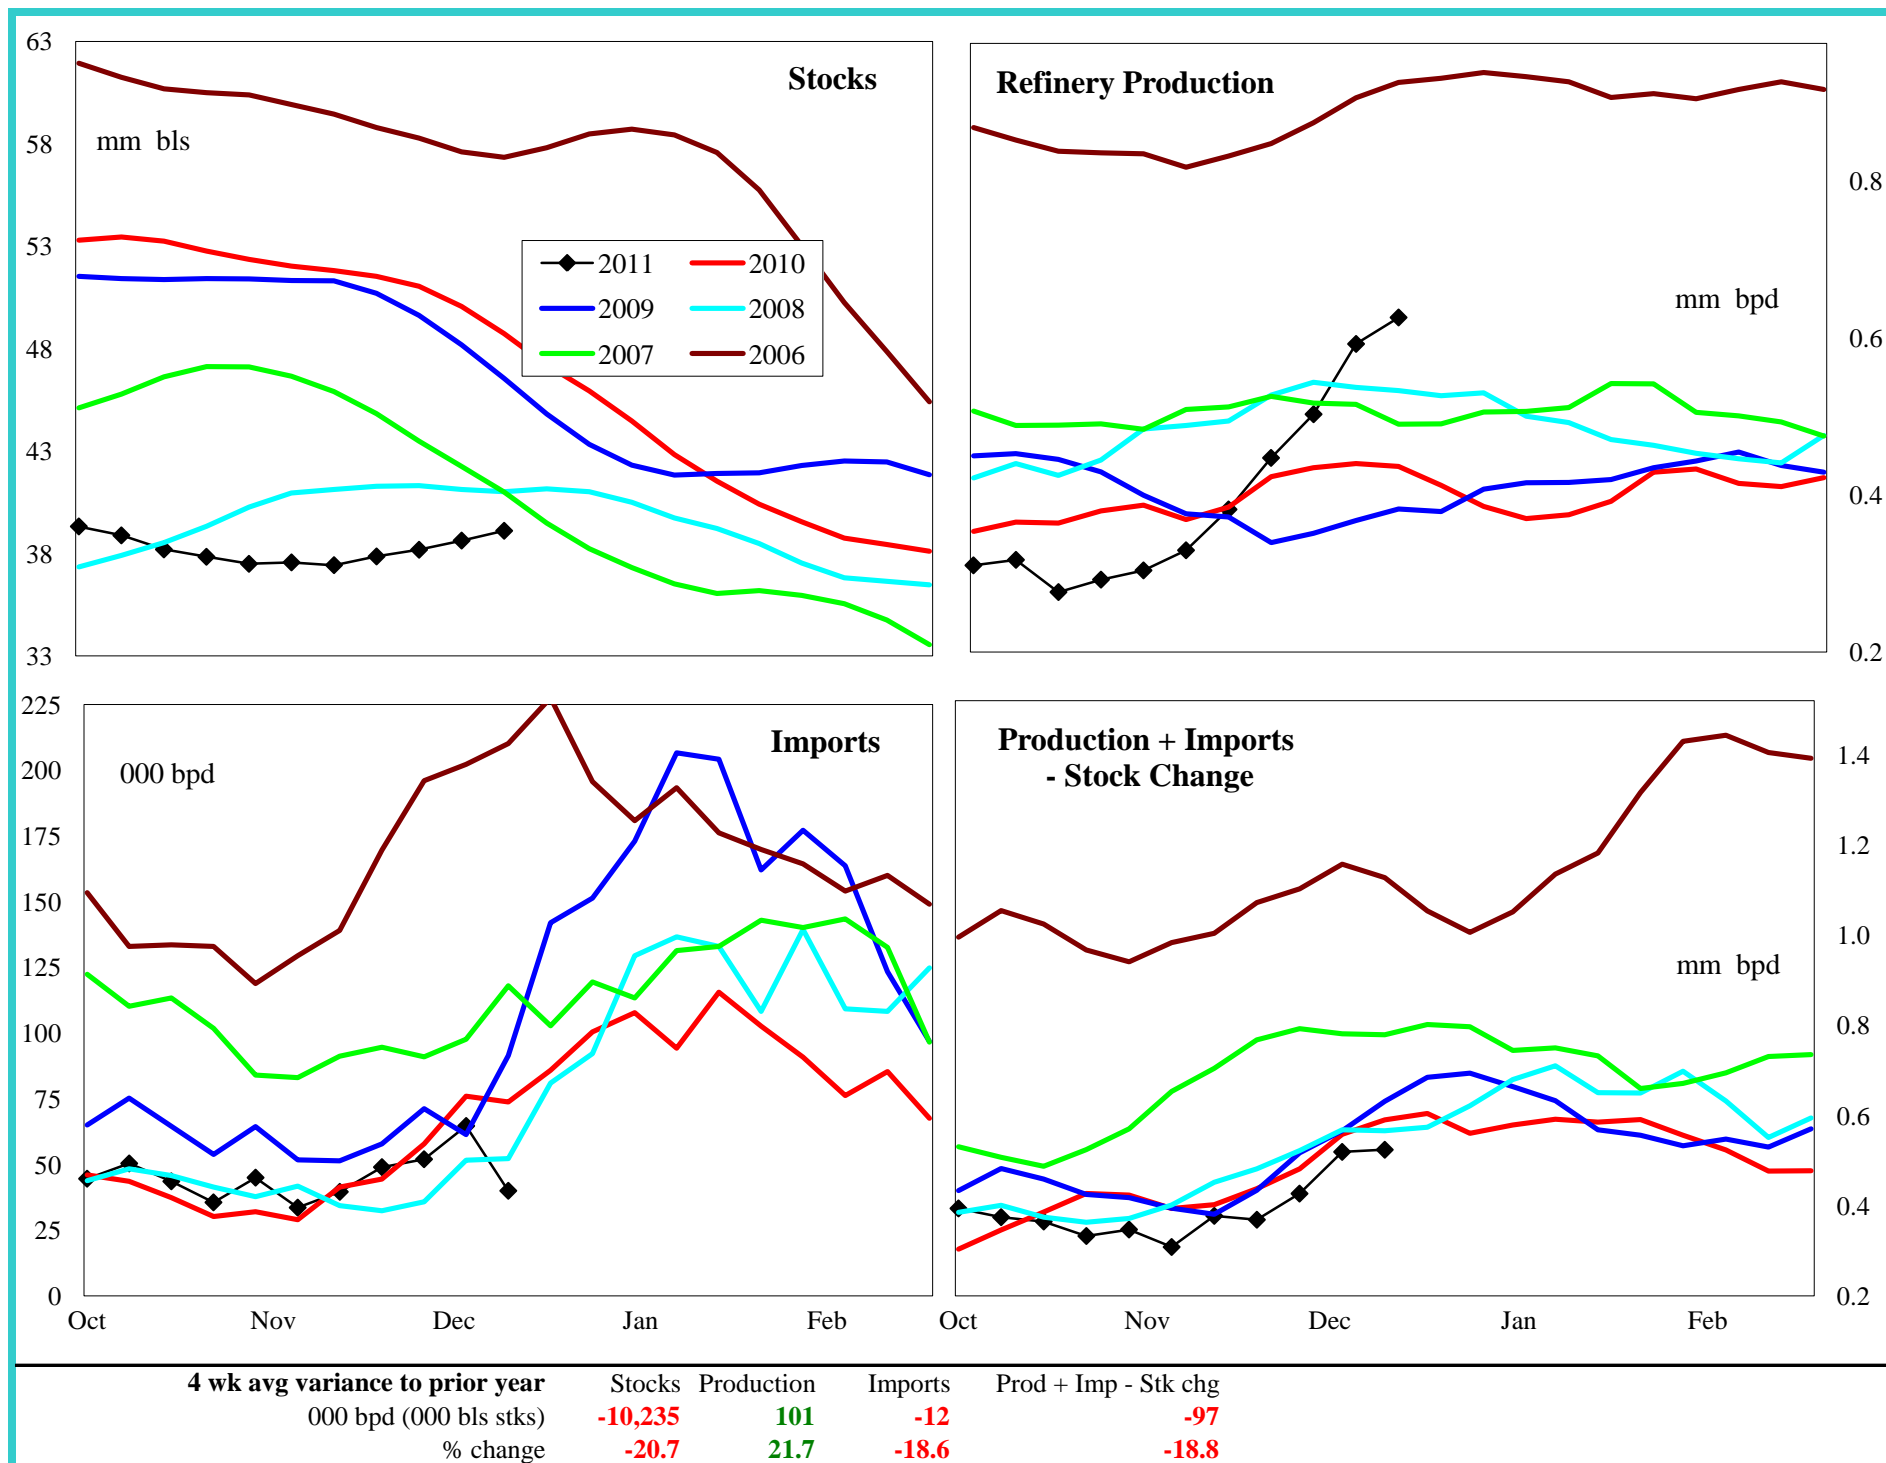 63
58
53
48
43
38
33
Stocks
mm bls
2011
2010
2009
2008
2007
2006
Refinery Production
mm bpd
0.8
0.6
0.4
0.2
225
200
175
150
125
100
75
50
25
0
Imports
000 bpd
Oct Nov Dec Jan Feb
Production + Imports
- Stock Change
mm bpd
1.4
1.2
1.0
0.8
0.6
0.4
0.2
Oct Nov Dec Jan Feb
4 wk avg variance to prior year Stocks Production Imports Prod + Imp - Stk chg
000 bpd (000 bls stks) -10,235 101 -12 -97
% change -20.7 21.7 -18.6 -18.8